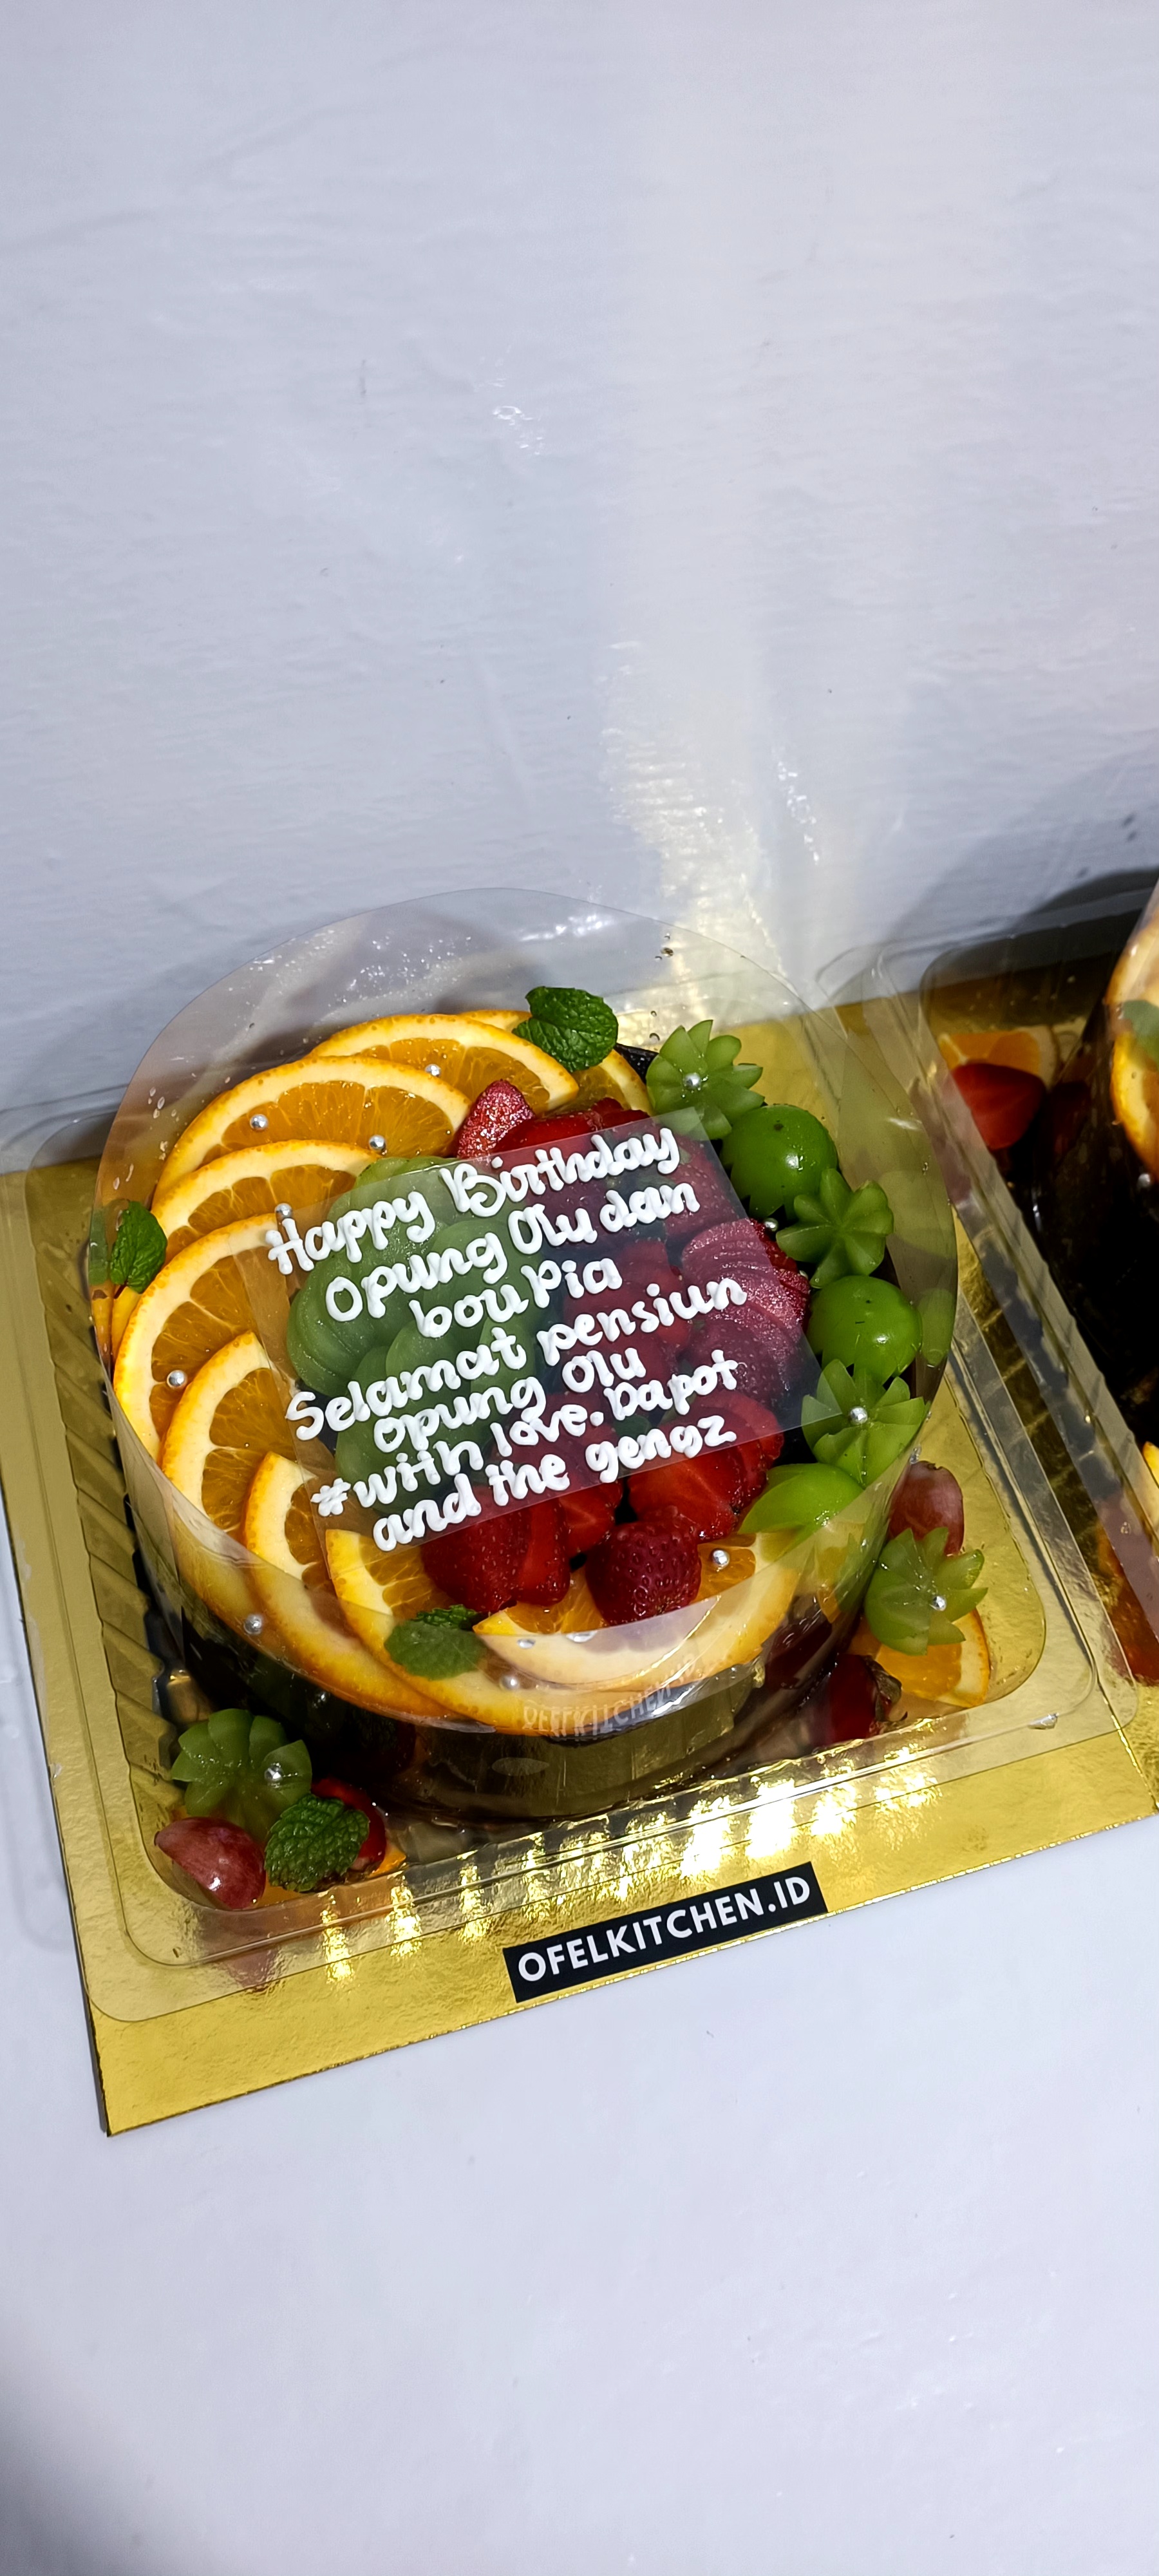 Happy Birthday
Opung Olu dan
bou Pia
Selamat pensiun
Opung Olu
#with love. Dapot
and the gengz
OFELKITCHEN
OFELKITCHEN.ID